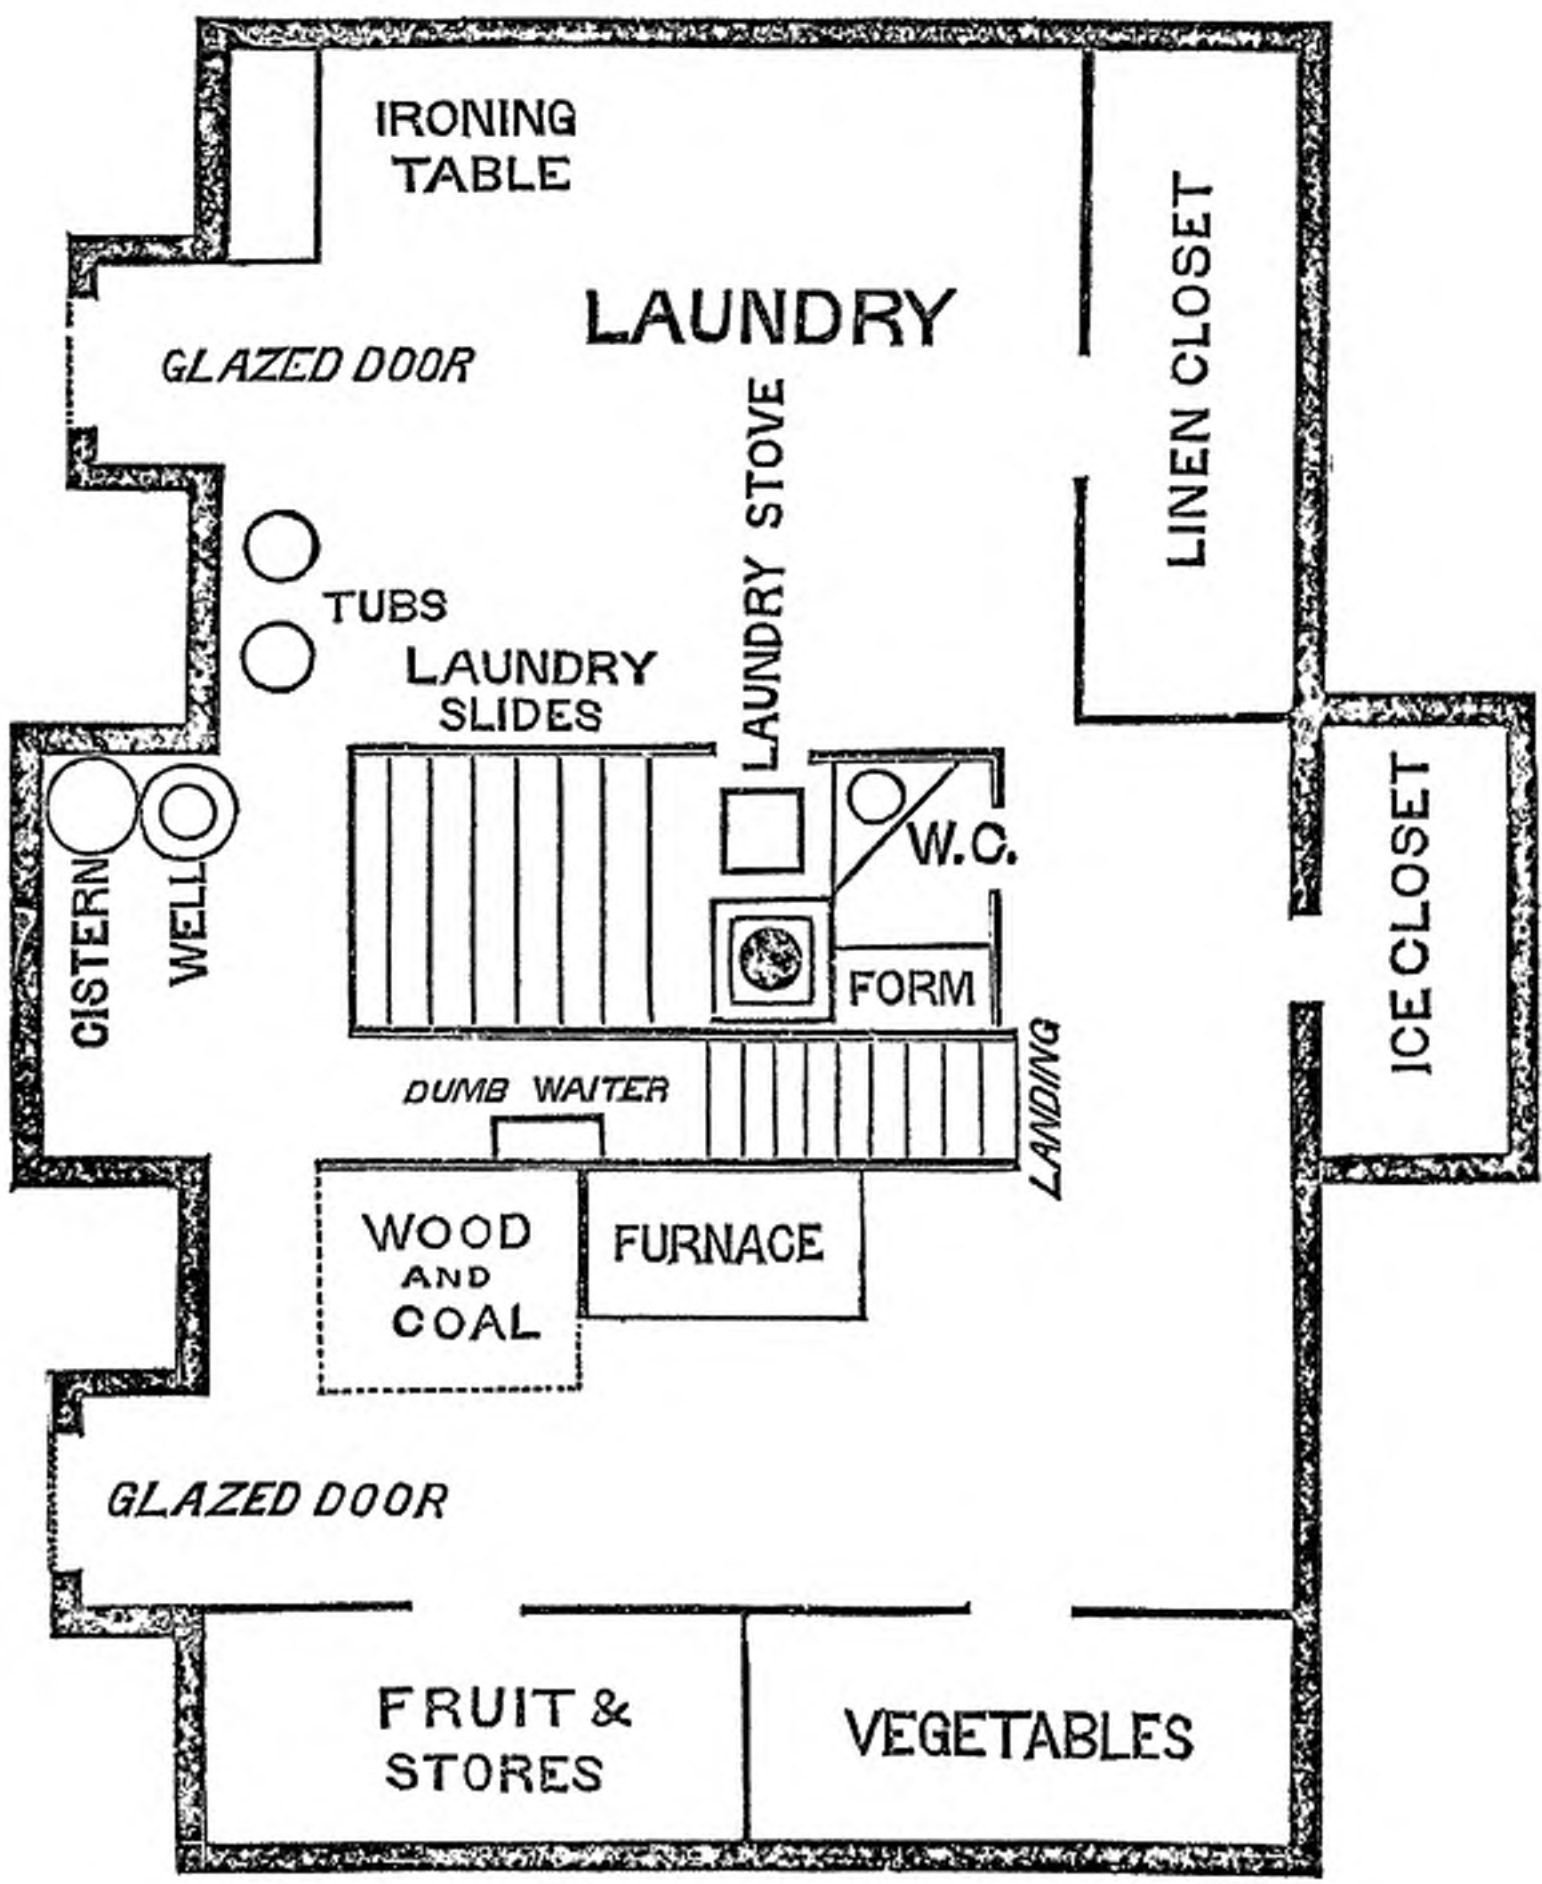 IRONING
TABLE
LAUNDRY
GLAZED DOOR
LINEN CLOSET
LAUNDRY STOVE
TUBS
LAUNDRY
SLIDES
CISTERN
WELL
W.C.
FORM
ICE CLOSET
DUMB WAITER
LANDING
WOOD
AND
COAL
FURNACE
GLAZED DOOR
FRUIT &
STORES
VEGETABLES